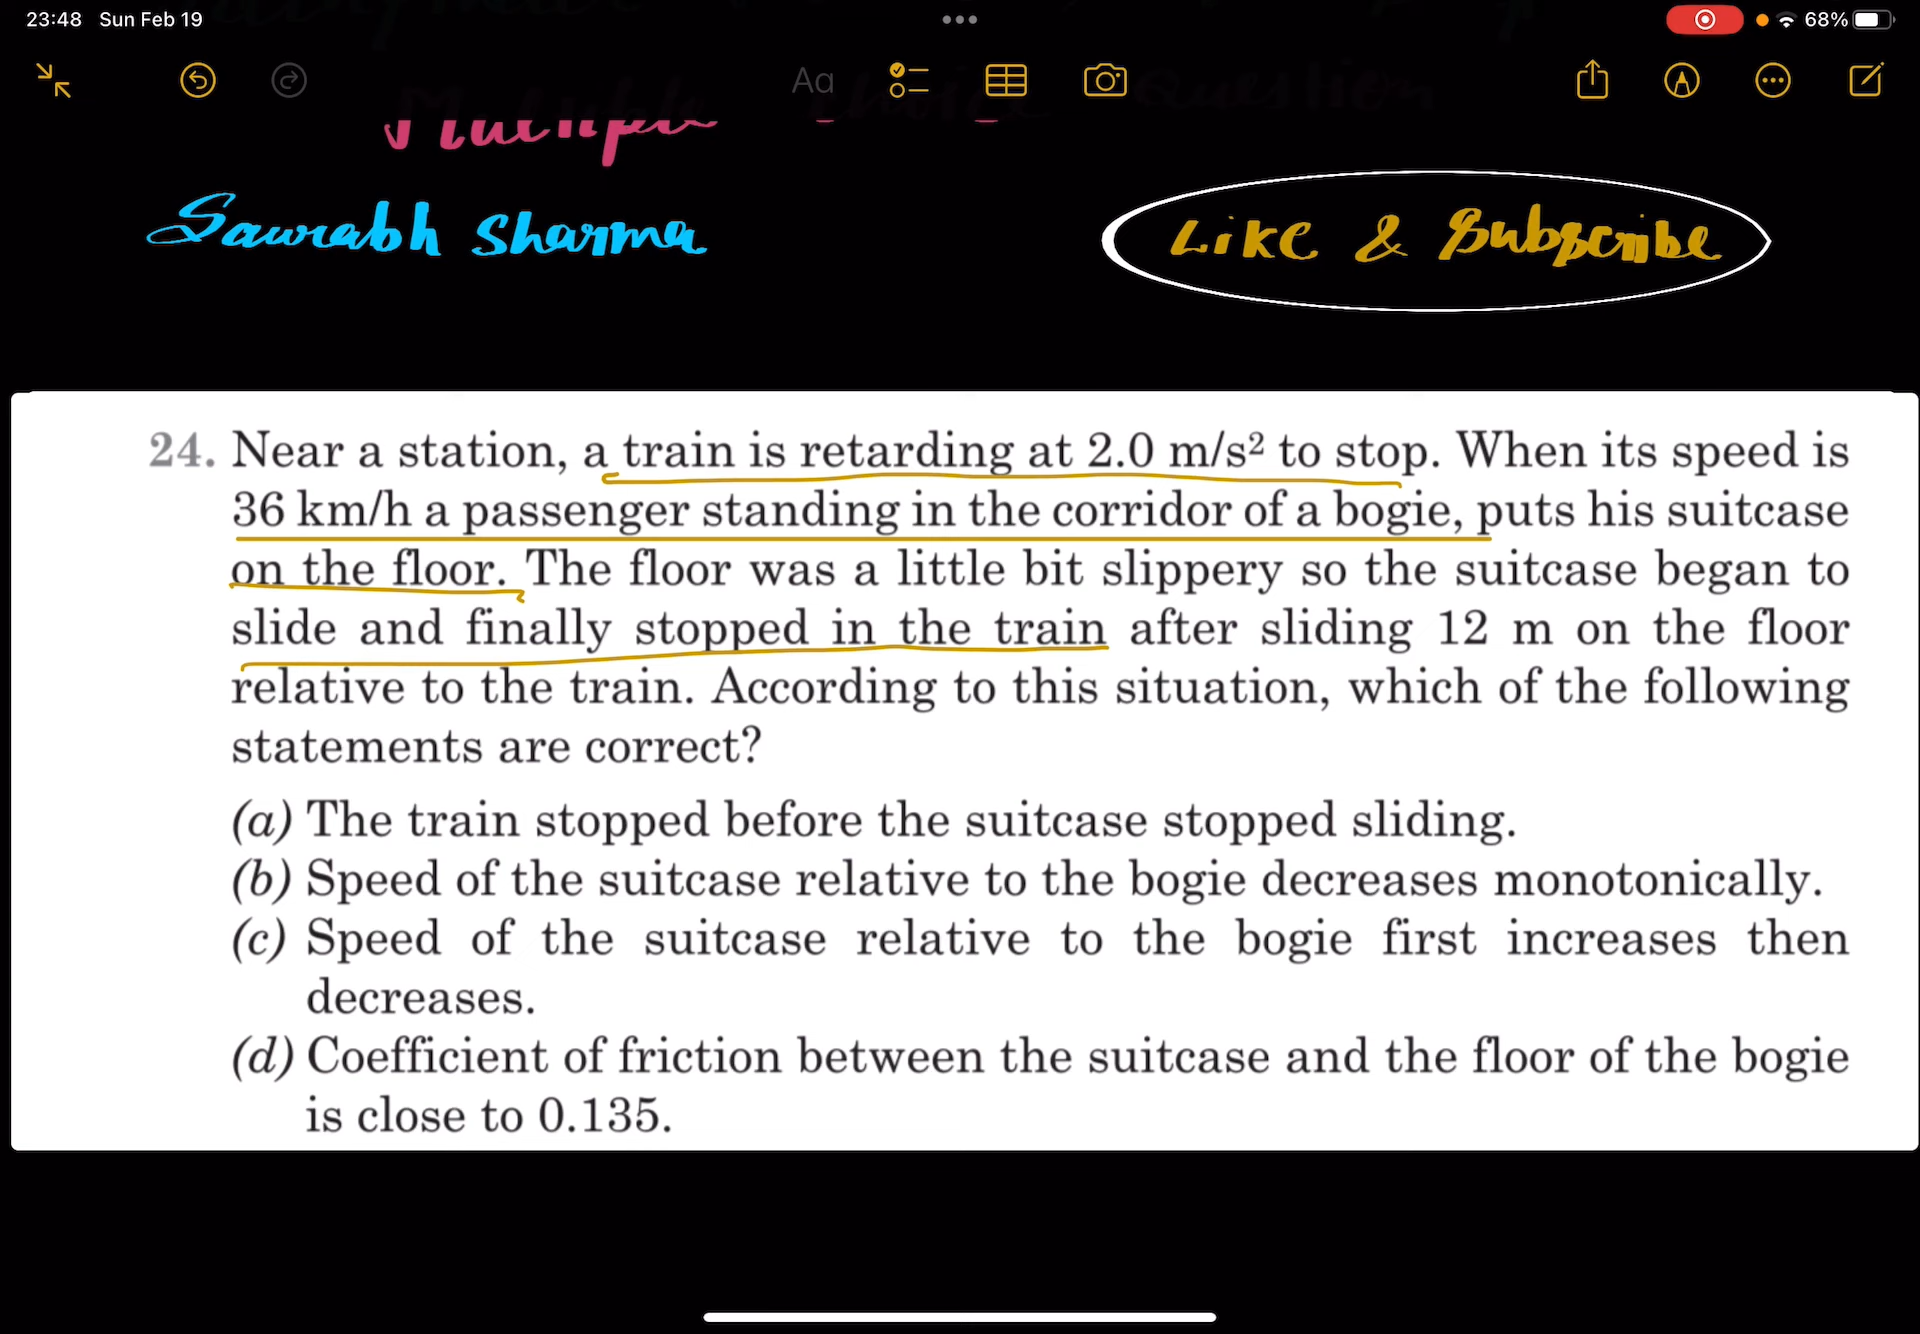 23:48 Sun Feb 19
68%
Aa
Multiple choice Question
Saurabh Sharma
Like & Subscribe
24. Near a station, a train is retarding at 2.0 m/s² to stop. When its speed is
36 km/h a passenger standing in the corridor of a bogie, puts his suitcase
on the floor. The floor was a little bit slippery so the suitcase began to
slide and finally stopped in the train after sliding 12 m on the floor
relative to the train. According to this situation, which of the following
statements are correct?
(a) The train stopped before the suitcase stopped sliding.
(b) Speed of the suitcase relative to the bogie decreases monotonically.
(c) Speed of the suitcase relative to the bogie first increases then
decreases.
(d) Coefficient of friction between the suitcase and the floor of the bogie
is close to 0.135.